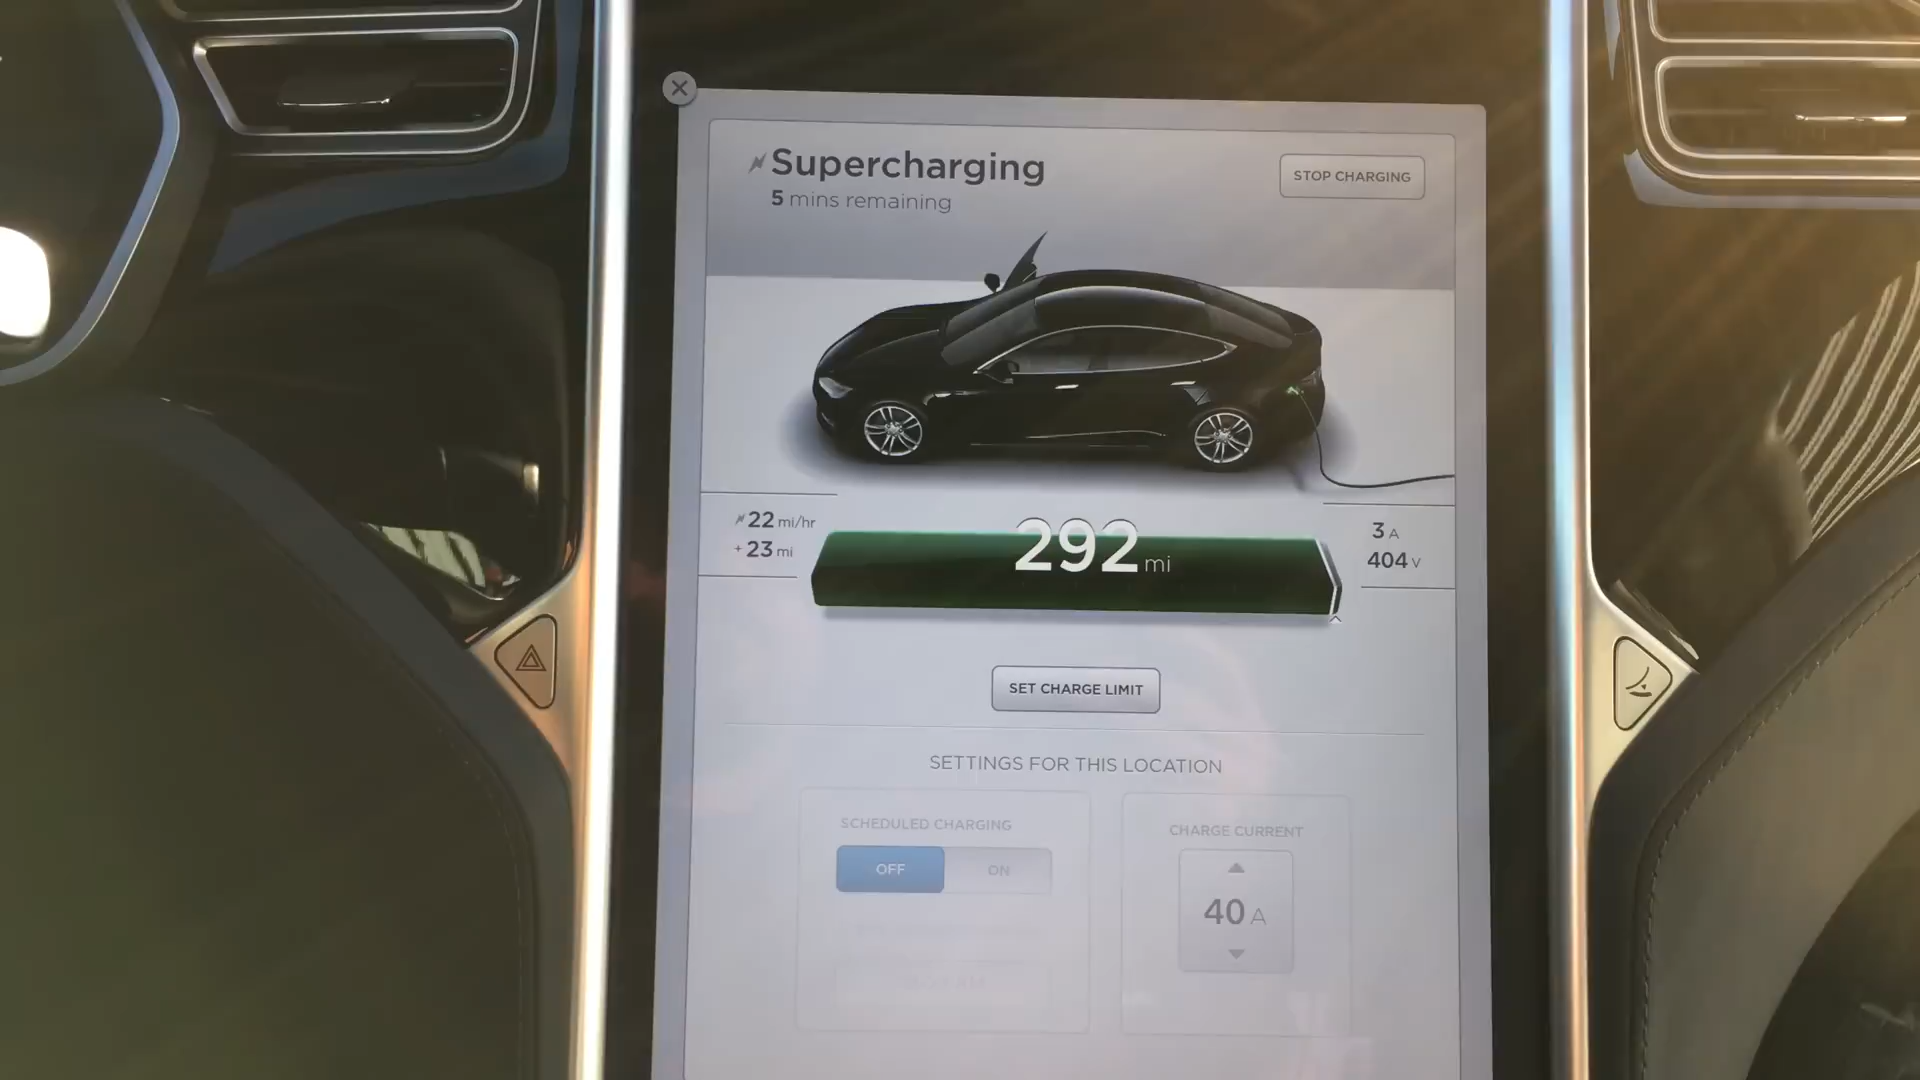 Supercharging
5 mins remaining
STOP CHARGING
22 mi/hr
+ 23 mi
292 mi
3 A
404 V
SET CHARGE LIMIT
SETTINGS FOR THIS LOCATION
SCHEDULED CHARGING
OFF
ON
CHARGE CURRENT
40 A